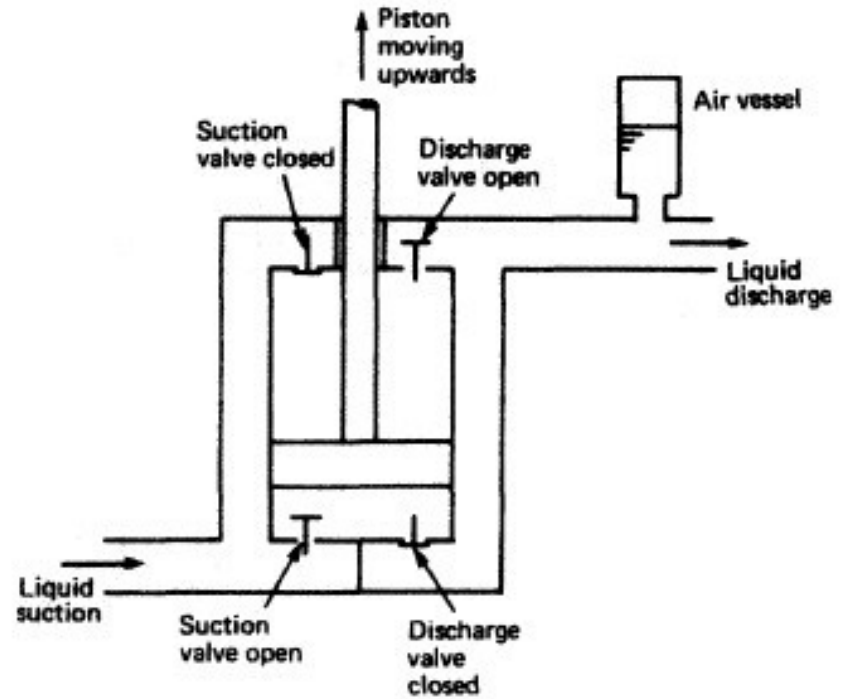 Piston
moving
upwards
Air vessel
Suction
valve closed
Discharge
valve open
Liquid
discharge
Liquid
suction
Suction
valve open
Discharge
valve
closed